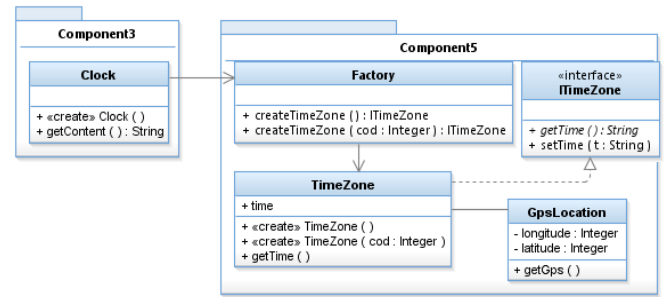 Component3
Clock
+ «create» Clock ( )
+ getContent ( ) : String
Component5
Factory
+ createTimeZone ( ) : ITimeZone
+ createTimeZone ( cod : Integer ) : ITimeZone
«interface»
ITimeZone
+ getTime ( ) : String
+ setTime ( t : String )
TimeZone
+ time
+ «create» TimeZone ( )
+ «create» TimeZone ( cod : Integer )
+ getTime ( )
GpsLocation
- longitude : Integer
- latitude : Integer
+ getGps ( )